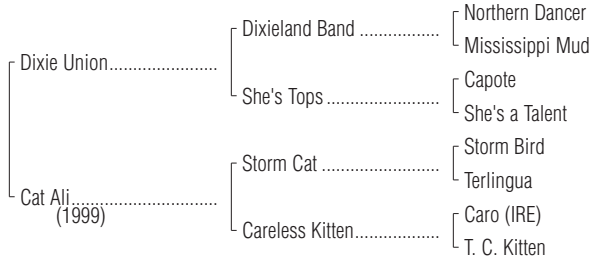 Northern Dancer
Dixieland Band ..................
Mississippi Mud
Dixie Union........................
Capote
She's Tops .........................
She's a Talent
Storm Bird
Storm Cat ..........................
Terlingua
Cat Ali................................
(1999)
Caro (IRE)
Careless Kitten...................
T. C. Kitten